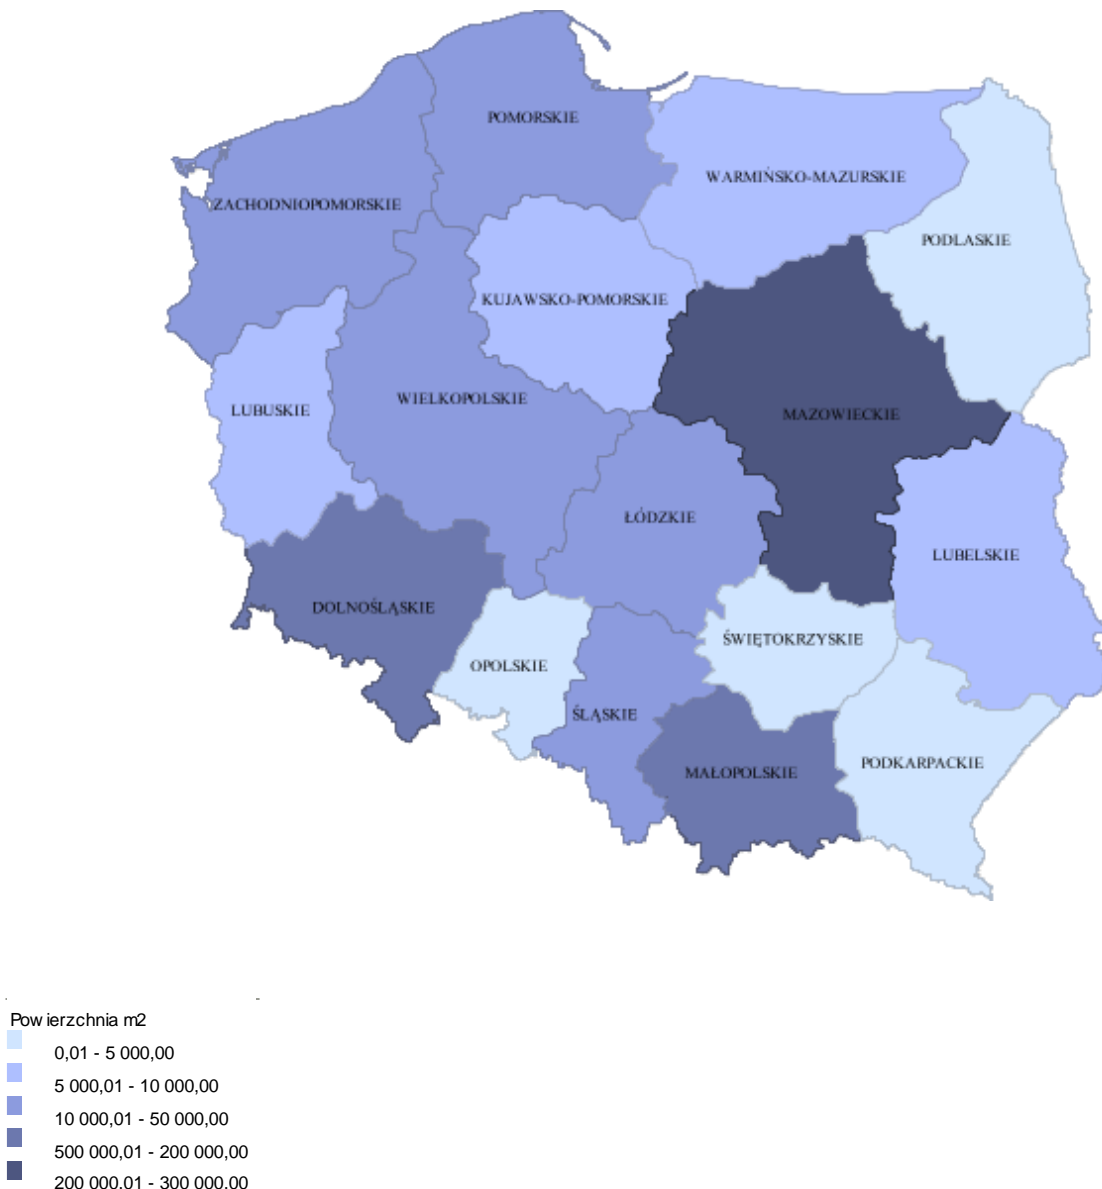 POMORSKIE
WARMIŃSKO-MAZURSKIE
ZACHODNIOPOMORSKIE
PODLASKIE
KUJAWSKO-POMORSKIE
WIELKOPOLSKIE
LUBUSKIE
MAZOWIECKIE
ŁÓDZKIE
LUBELSKIE
DOLNOŚLĄSKIE
ŚWIĘTOKRZYSKIE
OPOLSKIE
ŚLĄSKIE
PODKARPACKIE
MAŁOPOLSKIE
Powierzchnia m2
0,01 - 5 000,00
5 000,01 - 10 000,00
10 000,01 - 50 000,00
500 000,01 - 200 000,00
200 000,01 - 300 000,00